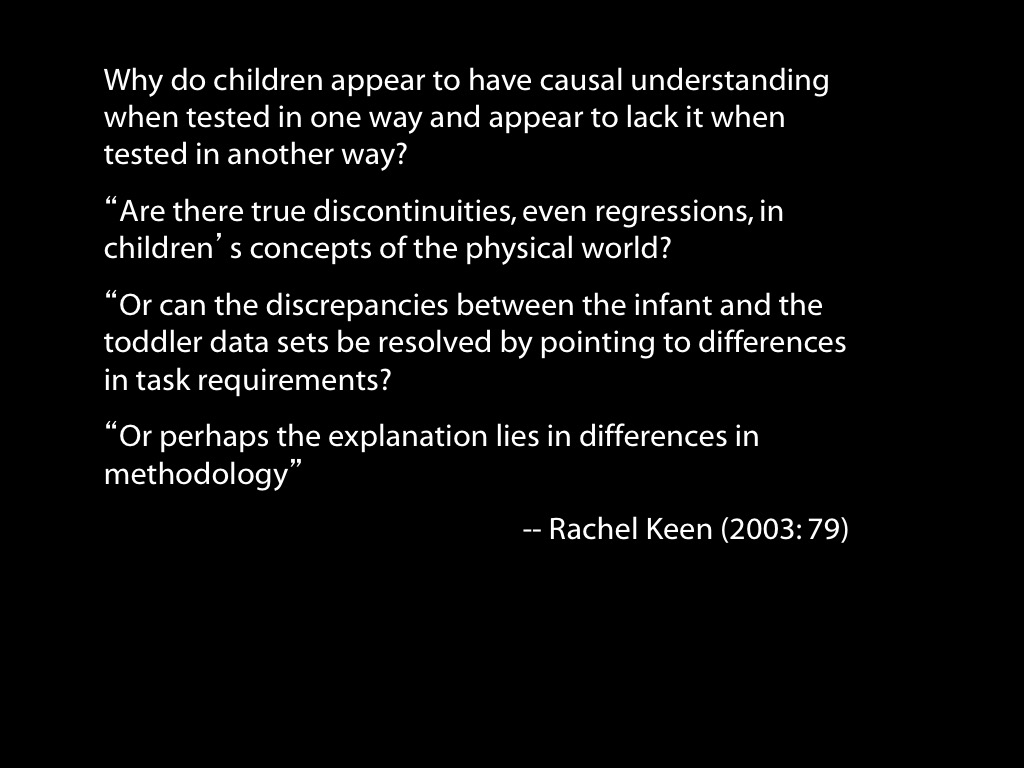 Why do children appear to have causal understanding
when tested in one way and appear to lack it when
tested in another way?
“Are there true discontinuities, even regressions, in
children’s concepts of the physical world?
“Or can the discrepancies between the infant and the
toddler data sets be resolved by pointing to differences
in task requirements?
“Or perhaps the explanation lies in differences in
methodology”
-- Rachel Keen (2003: 79)